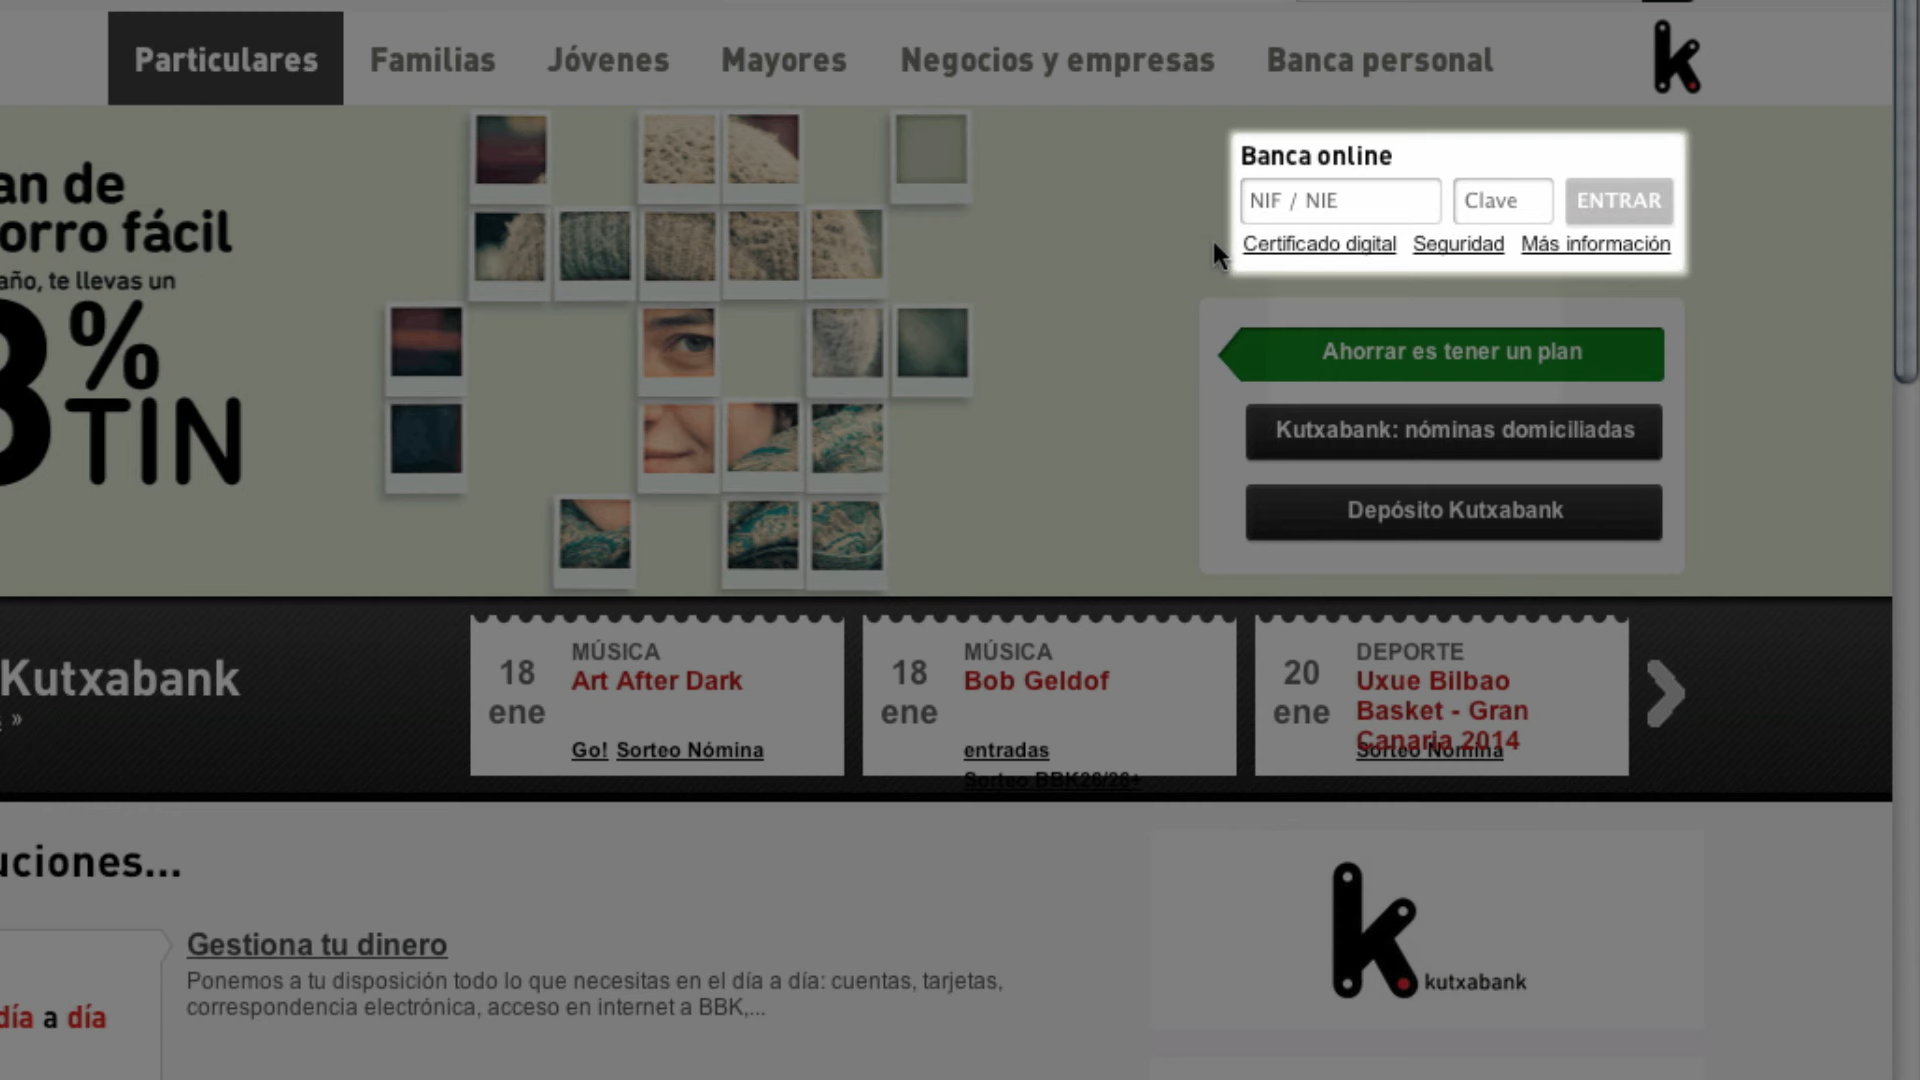 Particulares Familias Jóvenes Mayores Negocios y empresas Banca personal
an de
orro fácil
año, te llevas un
%
TIN
Banca online
NIF / NIE Clave ENTRAR
Certificado digital Seguridad Más información
Ahorrar es tener un plan
Kutxabank: nóminas domiciliadas
Depósito Kutxabank
Kutxabank
»
18
ene
MÚSICA
Art After Dark
Go! Sorteo Nómina
18
ene
MÚSICA
Bob Geldof
entradas
Sorteo BBK26/26+
20
ene
DEPORTE
Uxue Bilbao
Basket - Gran
Canaria 2014
Sorteo Nómina
uciones...
día a día
Gestiona tu dinero
Ponemos a tu disposición todo lo que necesitas en el día a día: cuentas, tarjetas,
correspondencia electrónica, acceso en internet a BBK,...
kutxabank